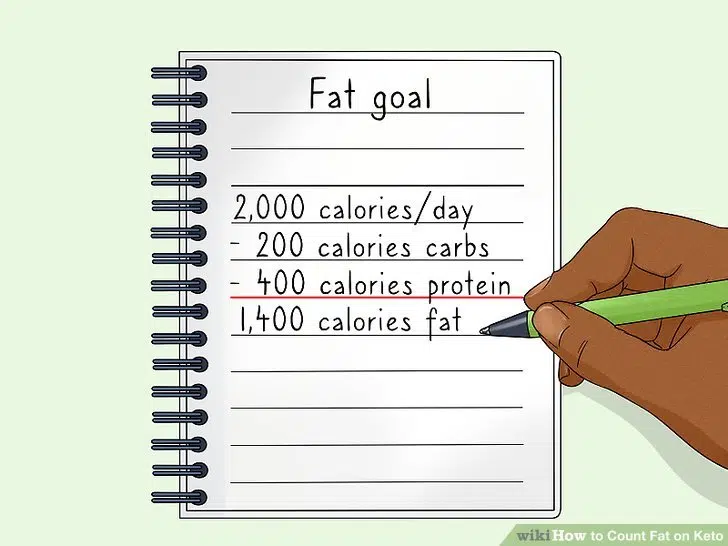 Fat goal
2,000 calories/day
- 200 calories carbs
- 400 calories protein
1,400 calories fat
wikiHow to Count Fat on Keto